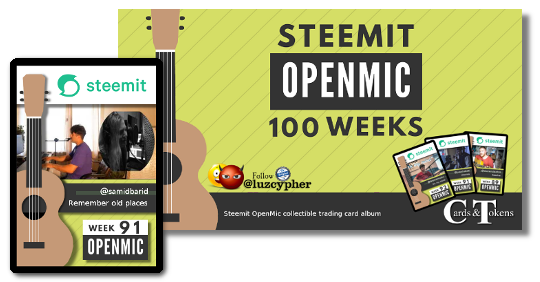 steemit
@samidbarid
Remember old places
WEEK 91
OPENMIC
STEEMIT
OPENMIC
100 WEEKS
Follow
@luzcypher
Steemit OpenMic collectible trading card album
Cards & Tokens